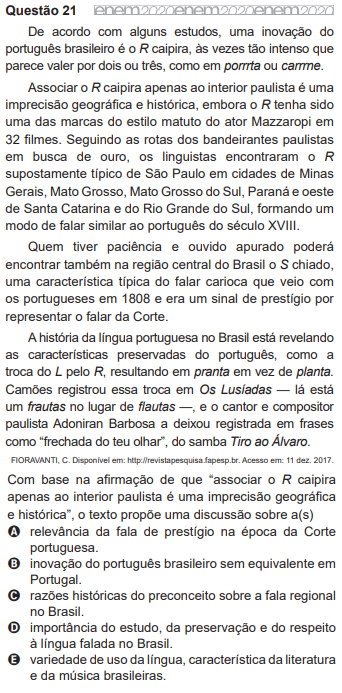 Questão 21 enem2020enem2020enem2020
De acordo com alguns estudos, uma inovação do
português brasileiro é o R caipira, às vezes tão intenso que
parece valer por dois ou três, como em porrrta ou carrrne.
Associar o R caipira apenas ao interior paulista é uma
imprecisão geográfica e histórica, embora o R tenha sido
uma das marcas do estilo matuto do ator Mazzaropi em
32 filmes. Seguindo as rotas dos bandeirantes paulistas
em busca de ouro, os linguistas encontraram o R
supostamente típico de São Paulo em cidades de Minas
Gerais, Mato Grosso, Mato Grosso do Sul, Paraná e oeste
de Santa Catarina e do Rio Grande do Sul, formando um
modo de falar similar ao português do século XVIII.
Quem tiver paciência e ouvido apurado poderá
encontrar também na região central do Brasil o S chiado,
uma característica típica do falar carioca que veio com
os portugueses em 1808 e era um sinal de prestígio por
representar o falar da Corte.
A história da língua portuguesa no Brasil está revelando
as características preservadas do português, como a
troca do L pelo R, resultando em pranta em vez de planta.
Camões registrou essa troca em Os Lusíadas — lá está
um frautas no lugar de flautas —, e o cantor e compositor
paulista Adoniran Barbosa a deixou registrada em frases
como “frechada do teu olhar”, do samba Tiro ao Álvaro.
FIORAVANTI, C. Disponível em: http://revistapesquisa.fapesp.br. Acesso em: 11 dez. 2017.
Com base na afirmação de que “associar o R caipira
apenas ao interior paulista é uma imprecisão geográfica
e histórica”, o texto propõe uma discussão sobre a(s)
A relevância da fala de prestígio na época da Corte
portuguesa.
B inovação do português brasileiro sem equivalente em
Portugal.
C razões históricas do preconceito sobre a fala regional
no Brasil.
D importância do estudo, da preservação e do respeito
à língua falada no Brasil.
E variedade de uso da língua, característica da literatura
e da música brasileiras.